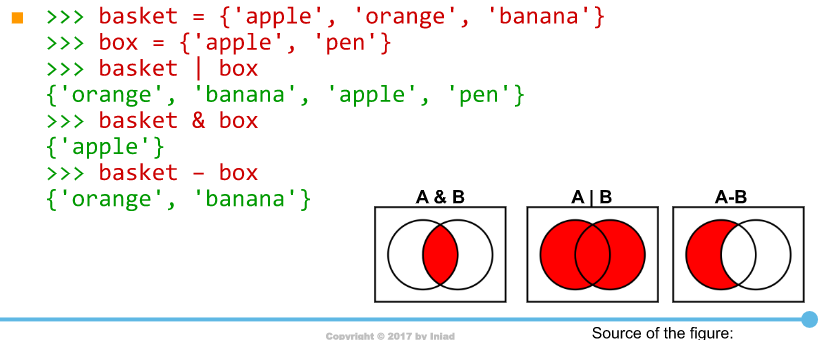 >>> basket = {'apple', 'orange', 'banana'}
>>> box = {'apple', 'pen'}
>>> basket | box
{'orange', 'banana', 'apple', 'pen'}
>>> basket & box
{'apple'}
>>> basket – box
{'orange', 'banana'}
A & B
A | B
A-B
Copyright © 2017 by Iniad
Source of the figure: